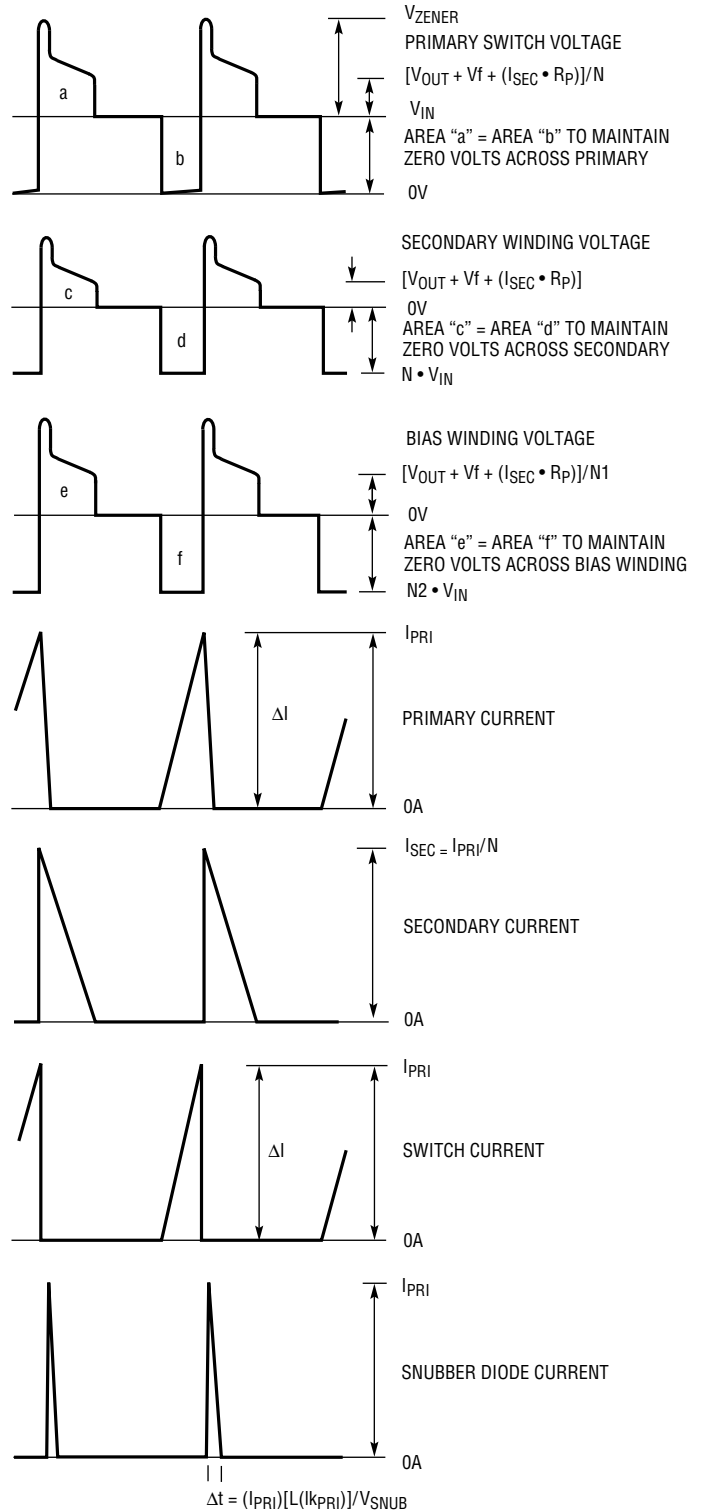 V_ZENER
PRIMARY SWITCH VOLTAGE
[V_OUT + Vf + (I_SEC • R_P)]/N
a
V_IN
AREA “a” = AREA “b” TO MAINTAIN
b
ZERO VOLTS ACROSS PRIMARY
0V
SECONDARY WINDING VOLTAGE
[V_OUT + Vf + (I_SEC • R_P)]
c
0V
AREA “c” = AREA “d” TO MAINTAIN
d
ZERO VOLTS ACROSS SECONDARY
N • V_IN
BIAS WINDING VOLTAGE
[V_OUT + Vf + (I_SEC • R_P)]/N1
e
0V
AREA “e” = AREA “f” TO MAINTAIN
f
ZERO VOLTS ACROSS BIAS WINDING
N2 • V_IN
I_PRI
ΔI
PRIMARY CURRENT
0A
I_SEC = I_PRI/N
SECONDARY CURRENT
0A
I_PRI
ΔI
SWITCH CURRENT
0A
I_PRI
SNUBBER DIODE CURRENT
0A
Δt = (I_PRI)[L(lk_PRI)]/V_SNUB